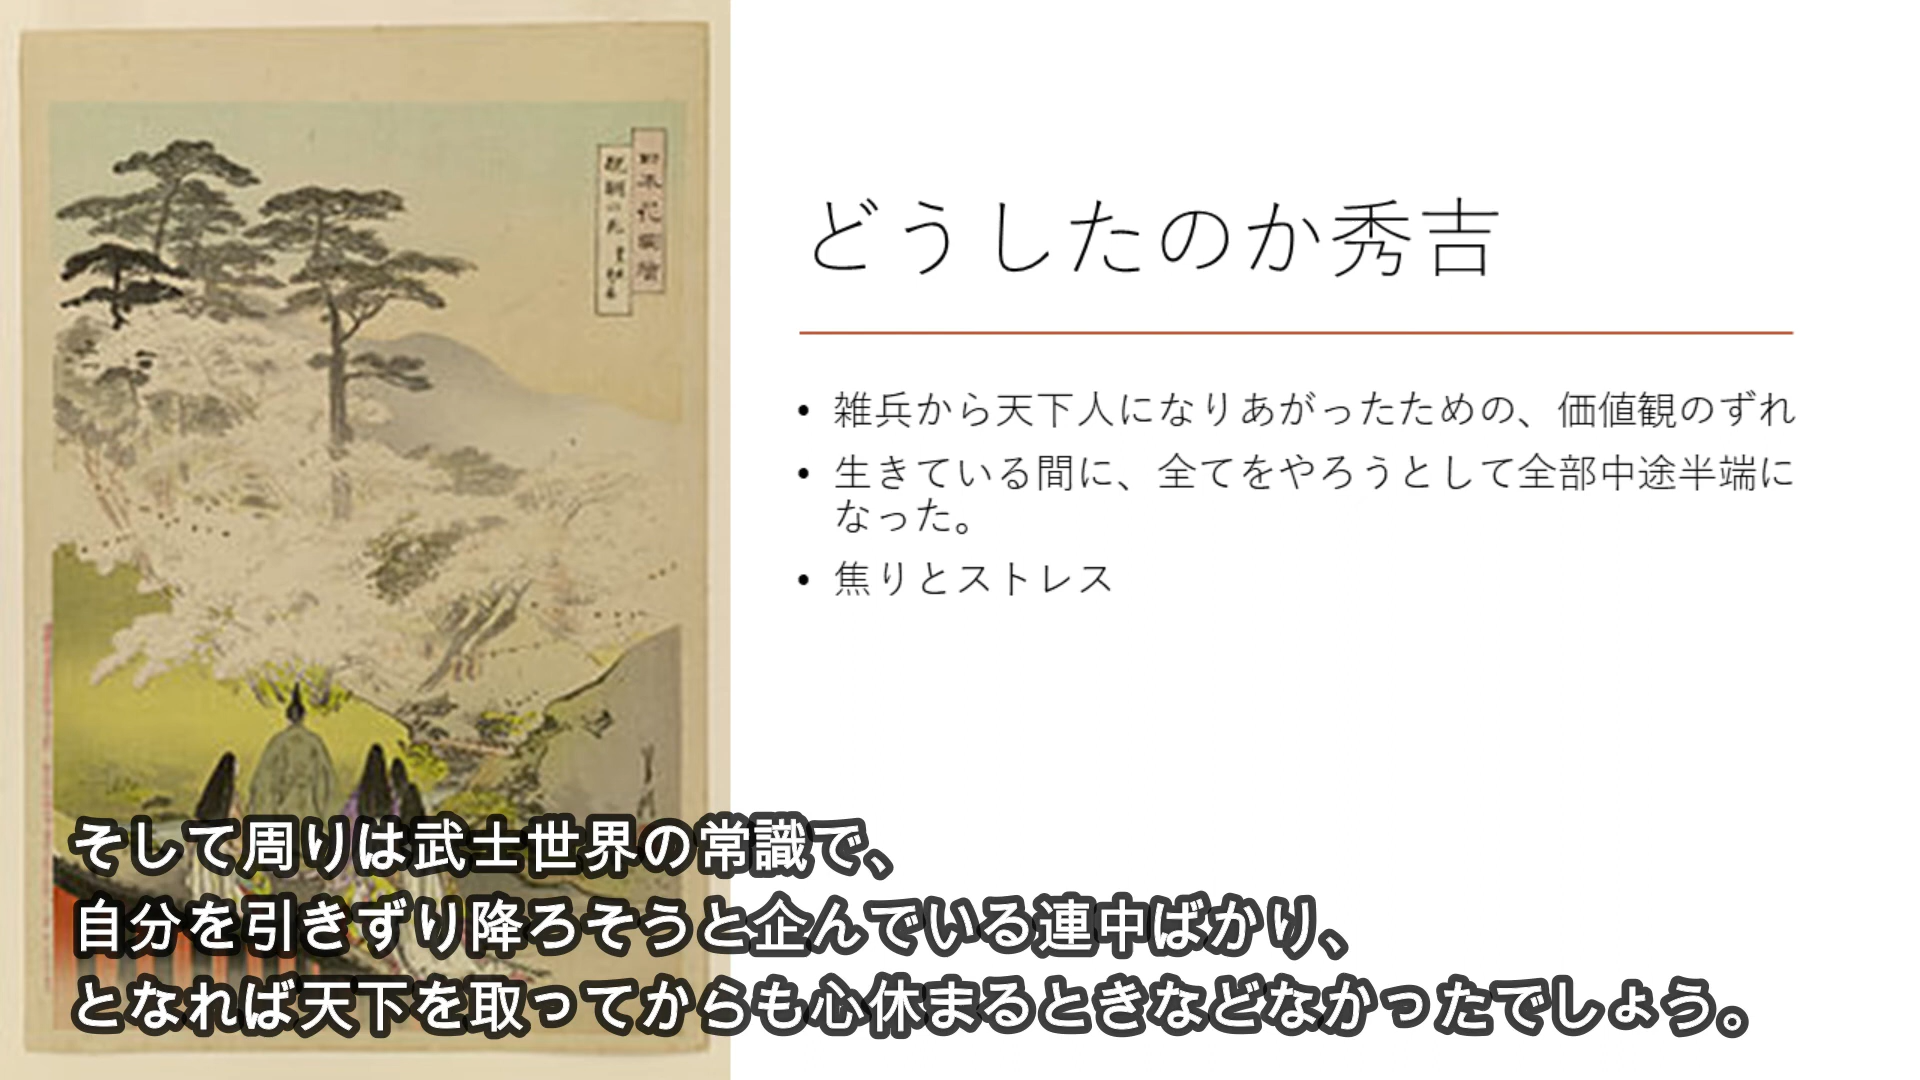 どうしたのか秀吉
• 雑兵から天下人になりあがったための、価値観のずれ
• 生きている間に、全てをやろうとして全部中途半端に
なった。
• 焦りとストレス
そして周りは武士世界の常識で、
自分を引きずり降ろそうと企んでいる連中ばかり、
となれば天下を取ってからも心休まるときなどなかったでしょう。